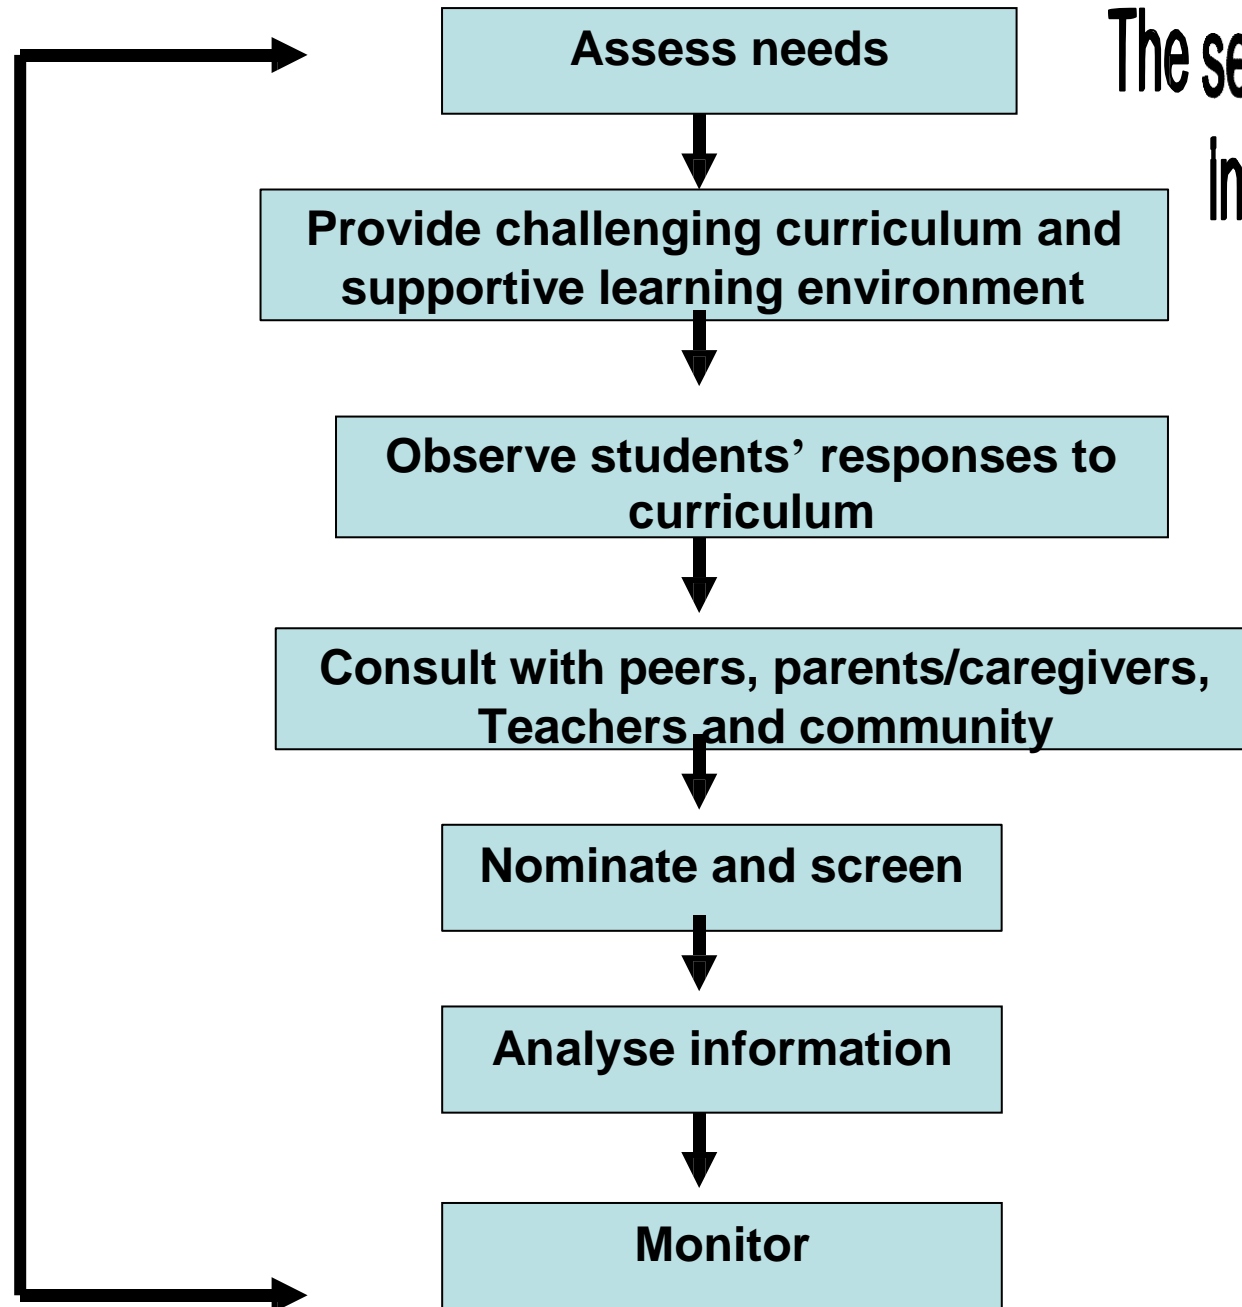 Assess needs
The
Provide challenging curriculum and
supportive learning environment
Observe students’ responses to
curriculum
Consult with peers, parents/caregivers,
Teachers and community
Nominate and screen
Analyse information
Monitor